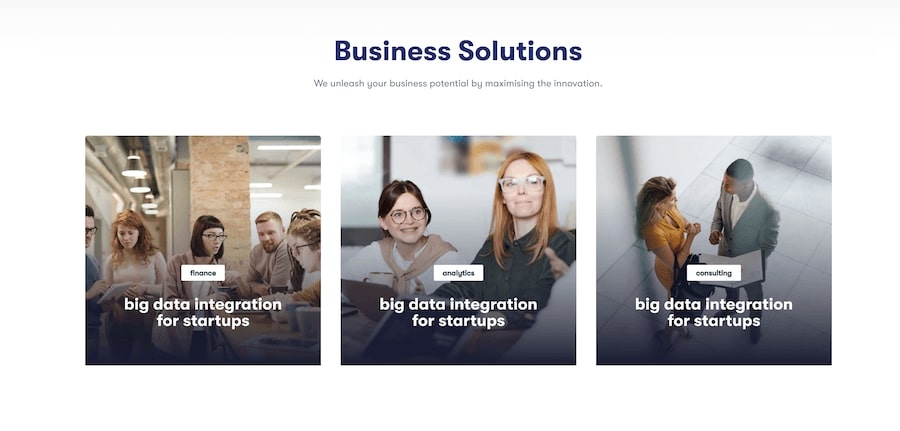 Business Solutions
We unleash your business potential by maximising the innovation.
finance
big data integration
for startups
analytics
big data integration
for startups
consulting
big data integration
for startups